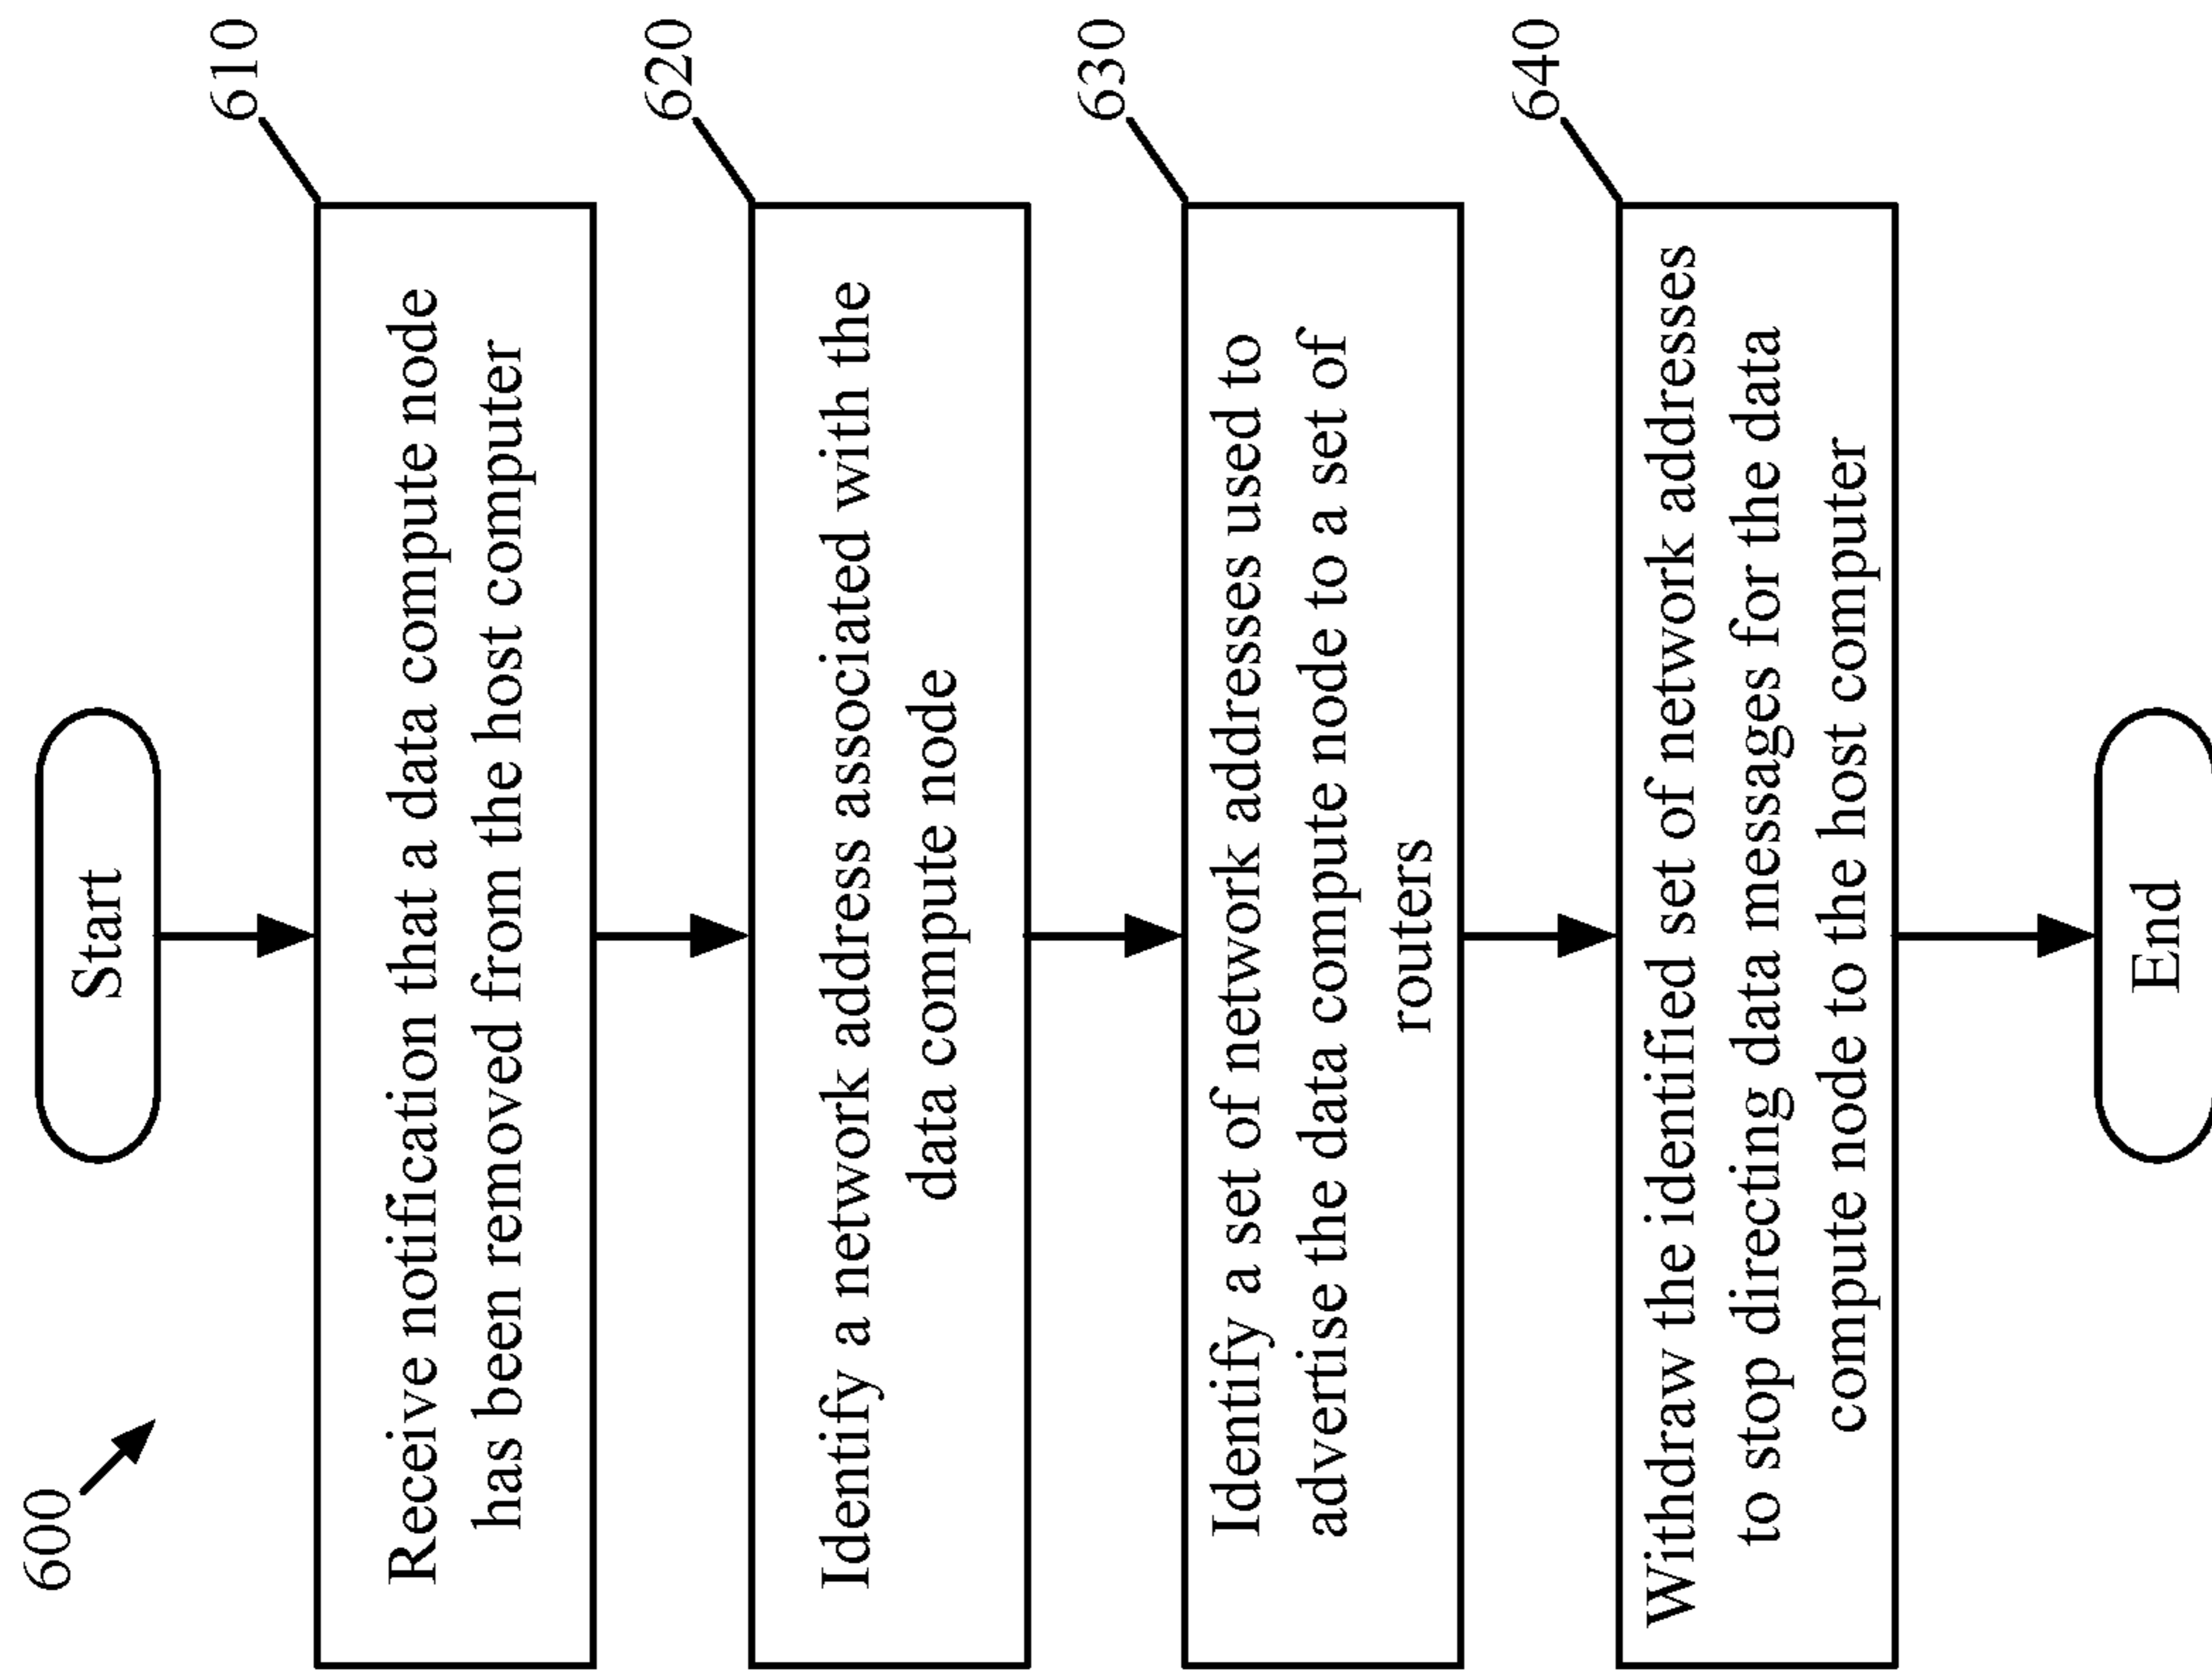 600
Start
610
Receive notification that a data compute node
has been removed from the host computer
620
Identify a network address associated with the
data compute node
630
Identify a set of network addresses used to
advertise the data compute node to a set of
routers
640
Withdraw the identified set of network addresses
to stop directing data messages for the data
compute node to the host computer
End